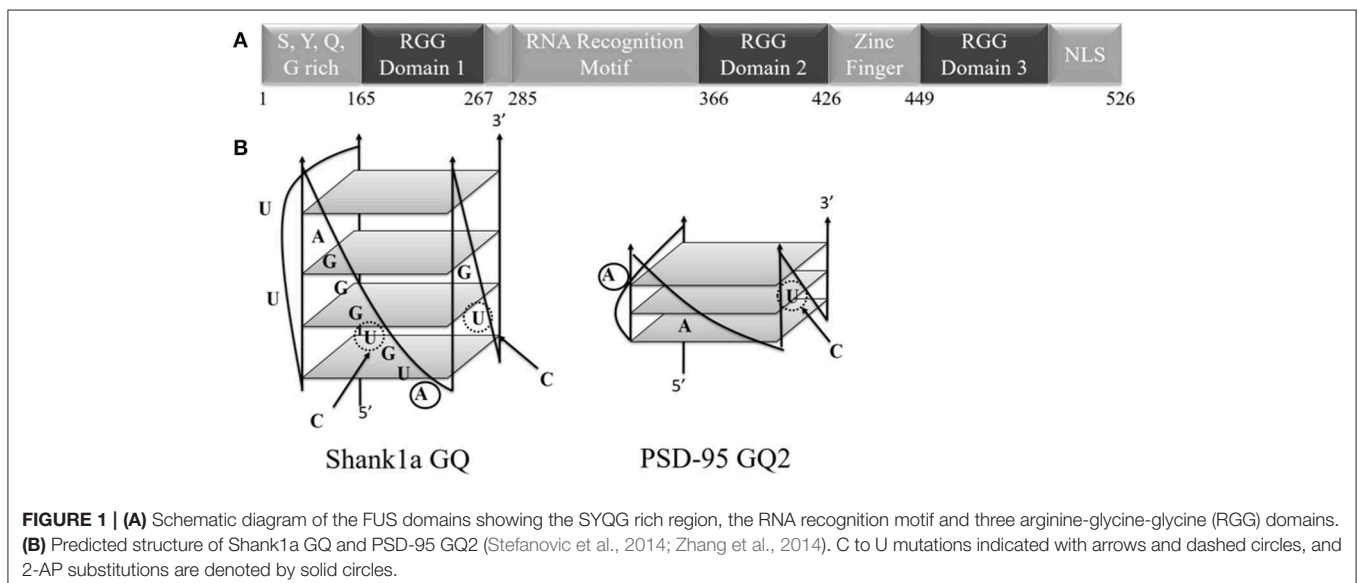 A
S, Y, Q,
G rich
RGG
Domain 1
RNA Recognition
Motif
RGG
Domain 2
Zinc
Finger
RGG
Domain 3
NLS
1 165 267 285 366 426 449 526
B
3′
U
A
G
G
U
G
G
U
U
G
U
A
C
C
5′
Shank1a GQ
3′
A
U
A
C
5′
PSD-95 GQ2
FIGURE 1 | (A) Schematic diagram of the FUS domains showing the SYQG rich region, the RNA recognition motif and three arginine-glycine-glycine (RGG) domains.
(B) Predicted structure of Shank1a GQ and PSD-95 GQ2 (Stefanovic et al., 2014; Zhang et al., 2014). C to U mutations indicated with arrows and dashed circles, and
2-AP substitutions are denoted by solid circles.